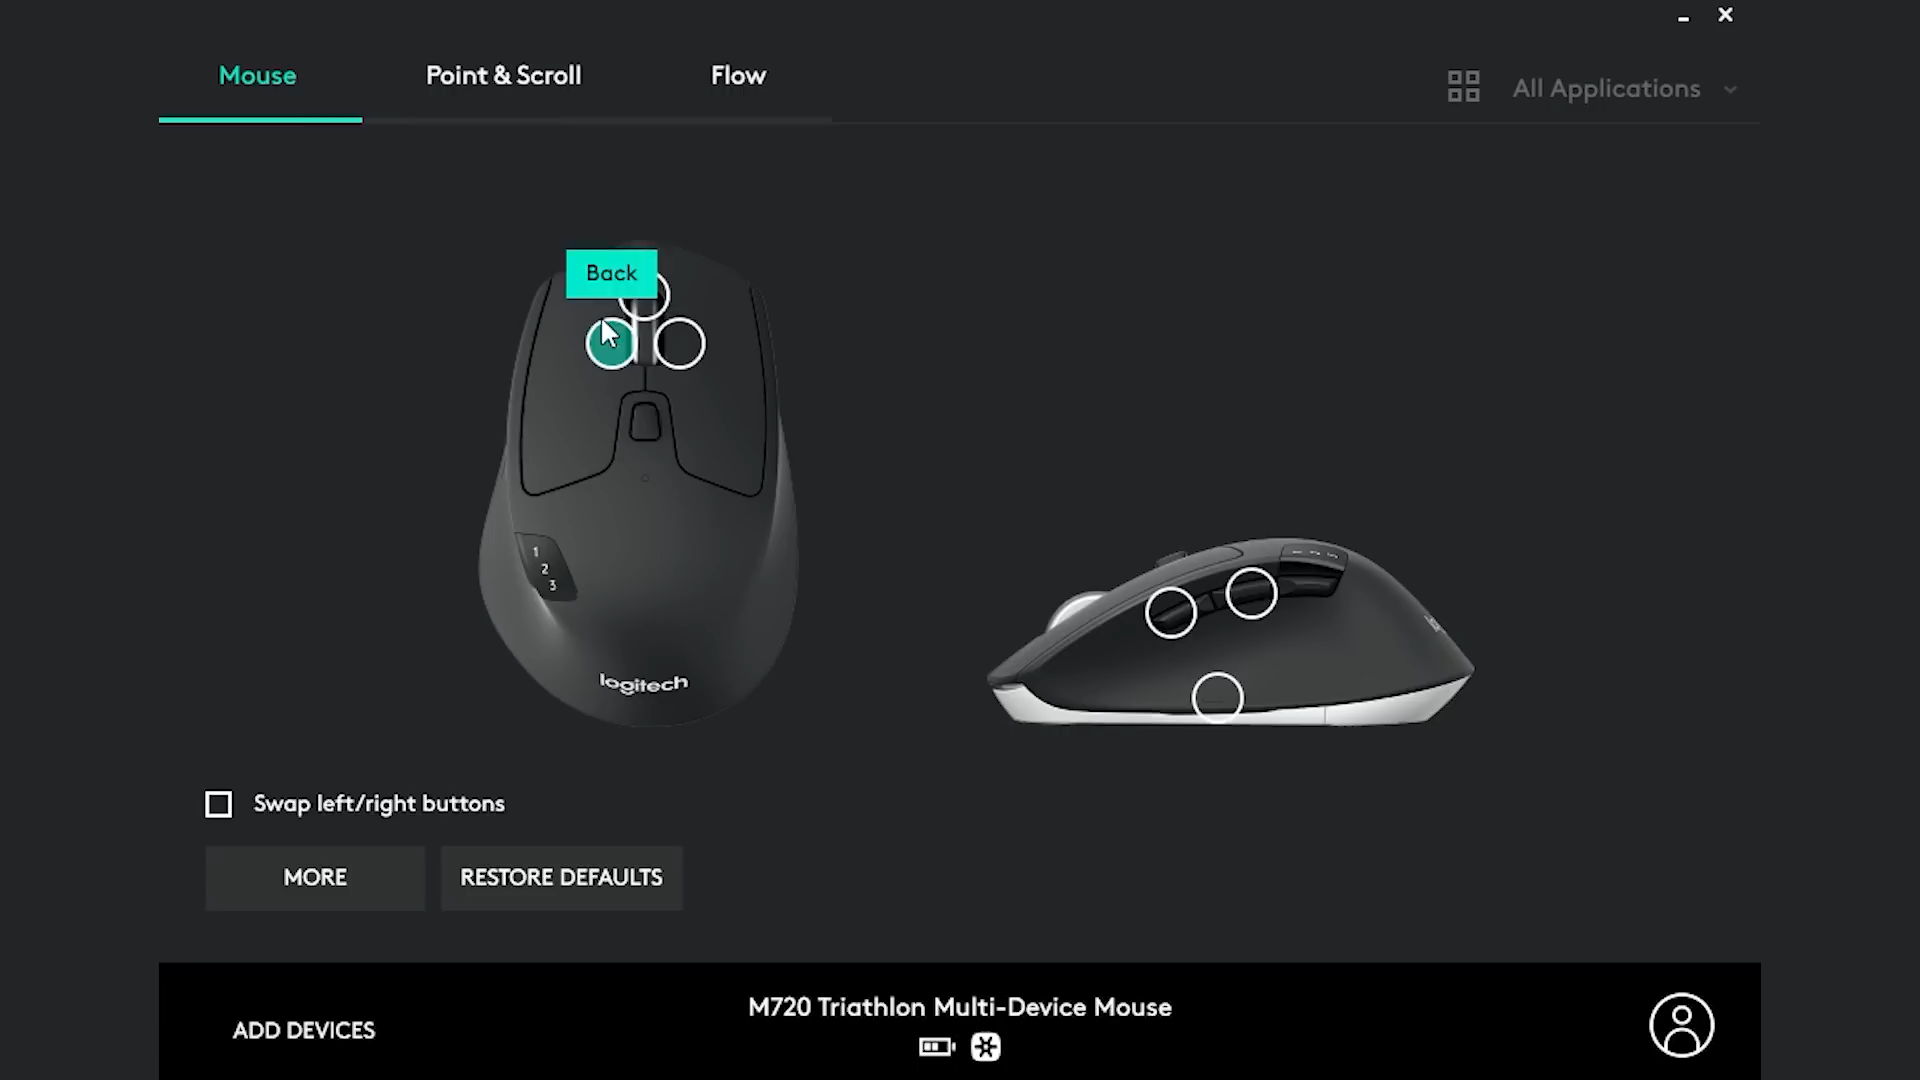 Mouse
Point & Scroll
Flow
All Applications
Back
1
2
3
logitech
Swap left/right buttons
MORE
RESTORE DEFAULTS
ADD DEVICES
M720 Triathlon Multi-Device Mouse